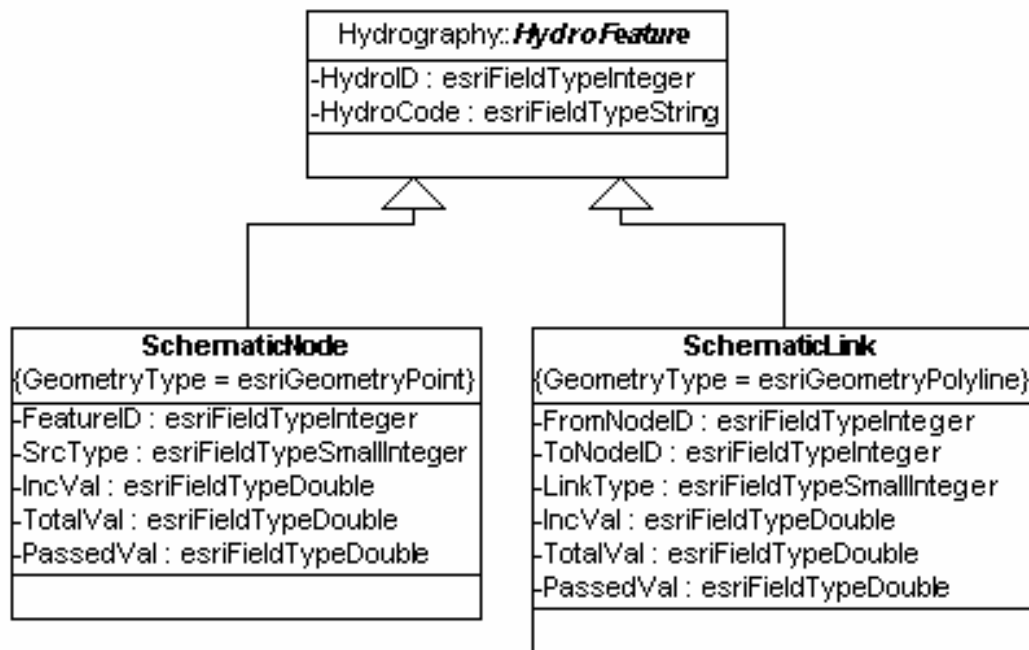 Hydrography::HydroFeature
-HydroID : esriFieldTypeInteger
-HydroCode : esriFieldTypeString
SchematicNode
{GeometryType = esriGeometryPoint}
-FeatureID : esriFieldTypeInteger
-SrcType : esriFieldTypeSmallInteger
-IncVal : esriFieldTypeDouble
-TotalVal : esriFieldTypeDouble
-PassedVal : esriFieldTypeDouble
SchematicLink
{GeometryType = esriGeometryPolyline}
-FromNodeID : esriFieldTypeInteger
-ToNodeID : esriFieldTypeInteger
-LinkType : esriFieldTypeSmallInteger
-IncVal : esriFieldTypeDouble
-TotalVal : esriFieldTypeDouble
-PassedVal : esriFieldTypeDouble